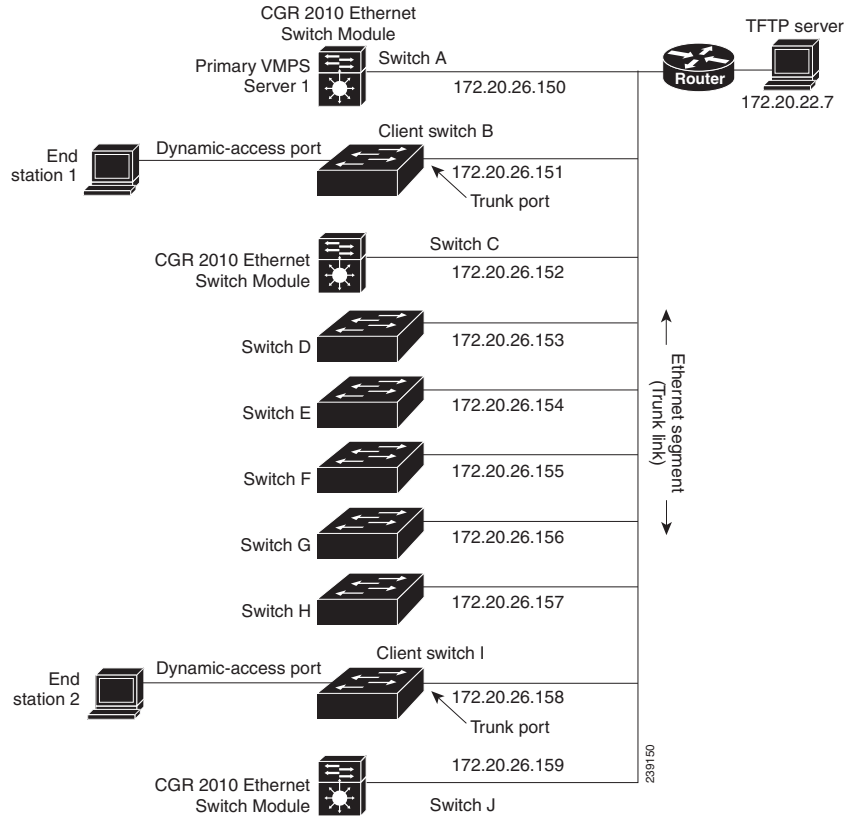 CGR 2010 Ethernet
Switch Module
TFTP server
Primary VMPS
Server 1
Switch A
172.20.26.150
Router
172.20.22.7
End
station 1
Dynamic-access port
Client switch B
172.20.26.151
Trunk port
CGR 2010 Ethernet
Switch Module
Switch C
172.20.26.152
Switch D
172.20.26.153
Switch E
172.20.26.154
Switch F
172.20.26.155
Switch G
172.20.26.156
Switch H
172.20.26.157
Ethernet segment
(Trunk link)
End
station 2
Dynamic-access port
Client switch I
172.20.26.158
Trunk port
CGR 2010 Ethernet
Switch Module
172.20.26.159
Switch J
239150